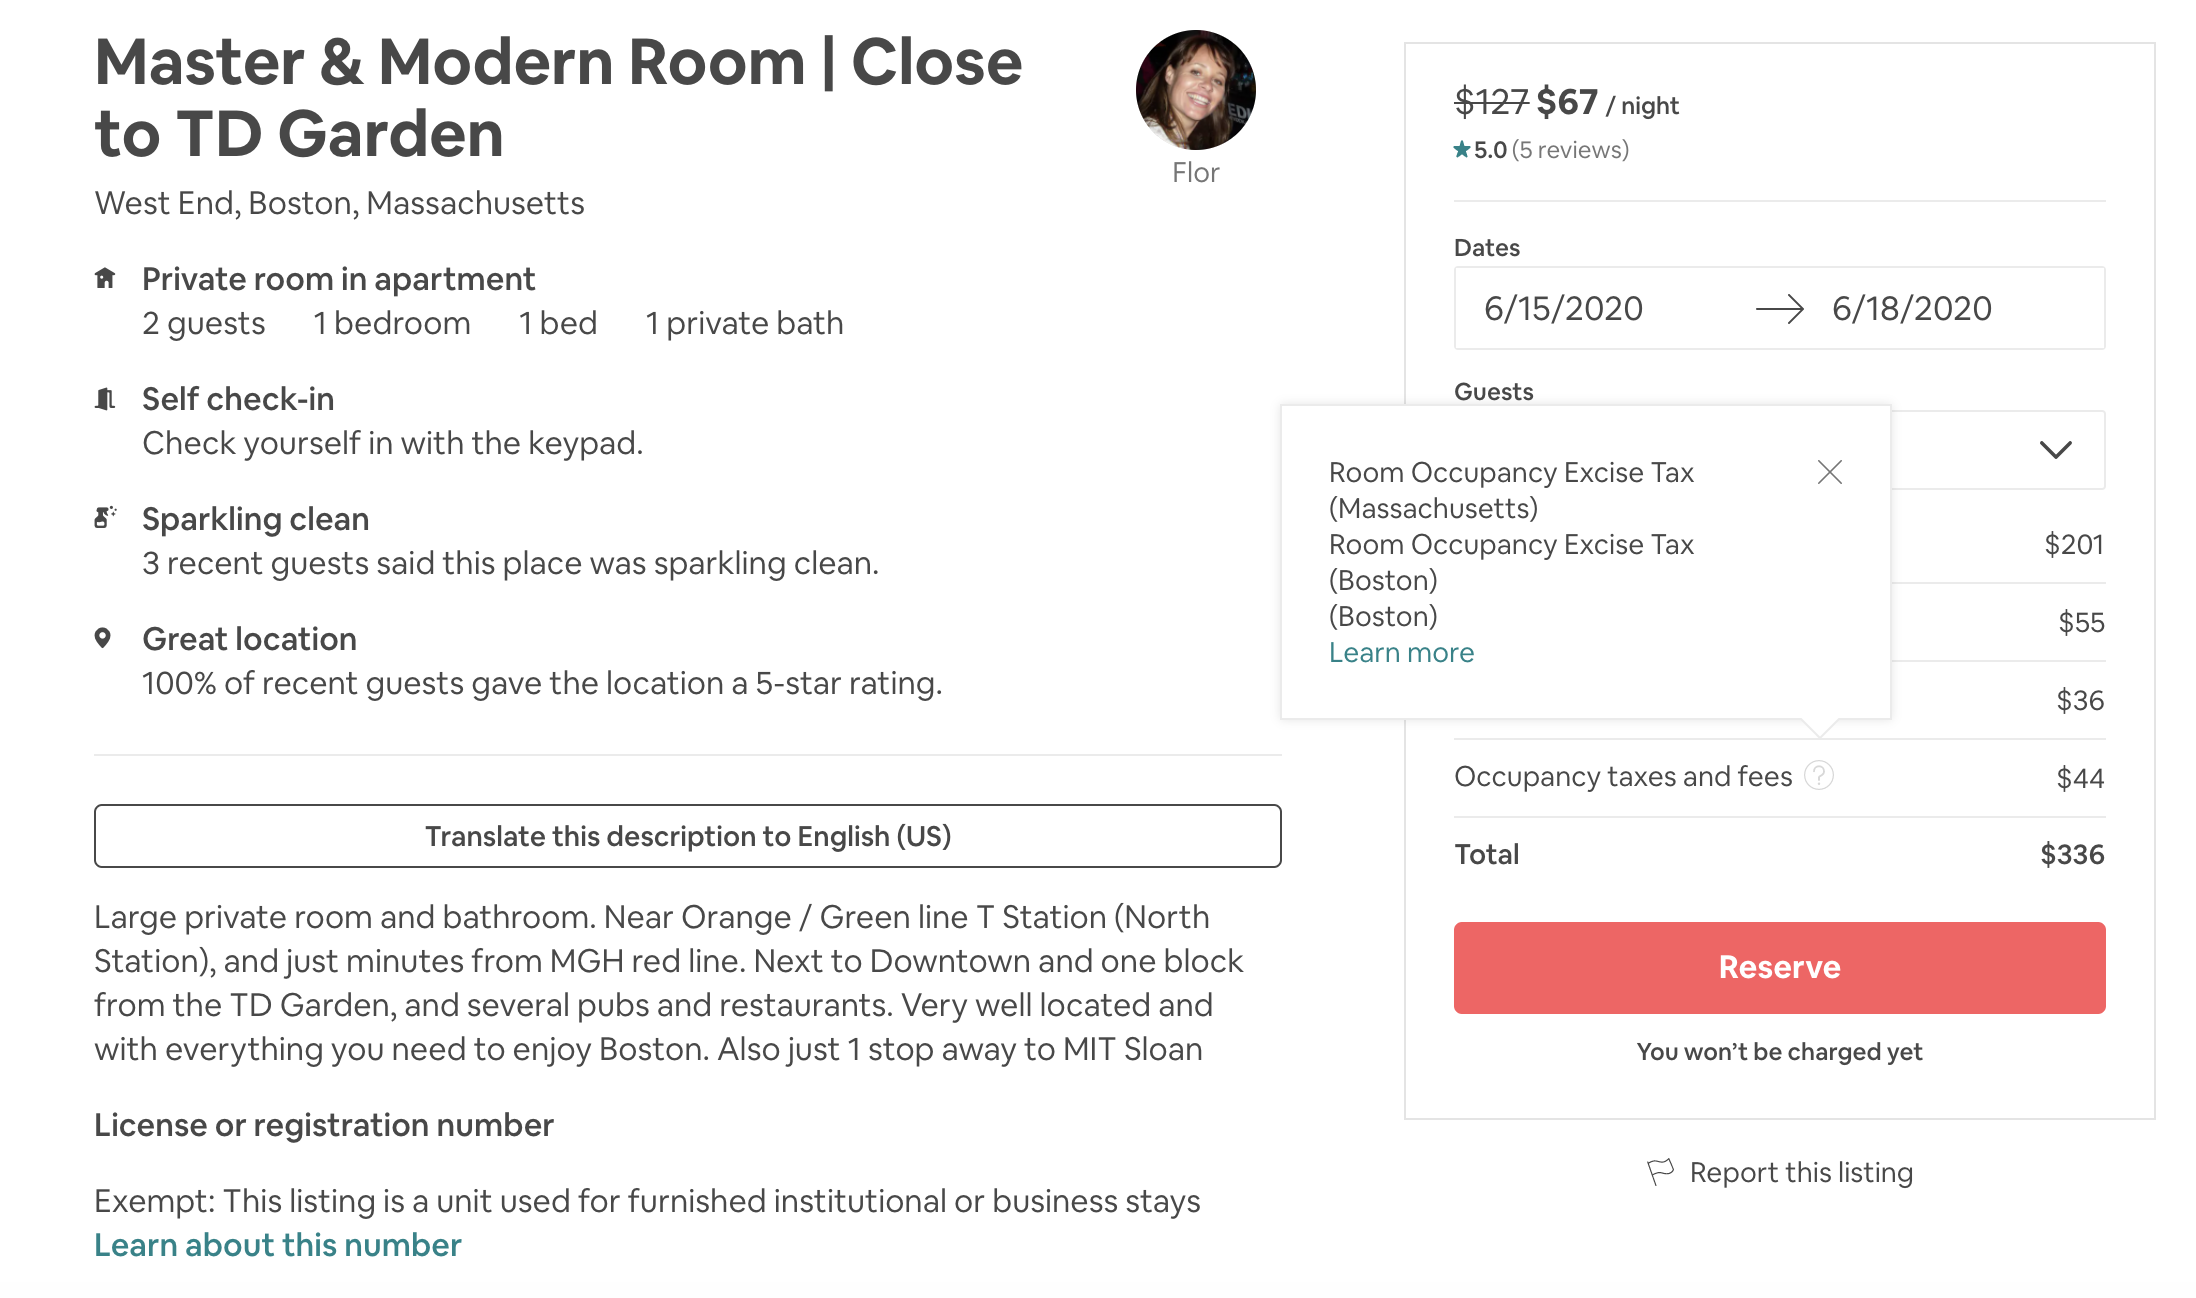 Master & Modern Room | Close
to TD Garden
West End, Boston, Massachusetts
Flor
Private room in apartment
2 guests 1 bedroom 1 bed 1 private bath
Self check-in
Check yourself in with the keypad.
Sparkling clean
3 recent guests said this place was sparkling clean.
Great location
100% of recent guests gave the location a 5-star rating.
Translate this description to English (US)
Large private room and bathroom. Near Orange / Green line T Station (North
Station), and just minutes from MGH red line. Next to Downtown and one block
from the TD Garden, and several pubs and restaurants. Very well located and
with everything you need to enjoy Boston. Also just 1 stop away to MIT Sloan
License or registration number
Exempt: This listing is a unit used for furnished institutional or business stays
Learn about this number
$127 $67 / night
5.0 (5 reviews)
Dates
6/15/2020 6/18/2020
Guests
Room Occupancy Excise Tax
(Massachusetts)
Room Occupancy Excise Tax
(Boston)
(Boston)
Learn more
$201
$55
$36
Occupancy taxes and fees ? $44
Total $336
Reserve
You won’t be charged yet
Report this listing